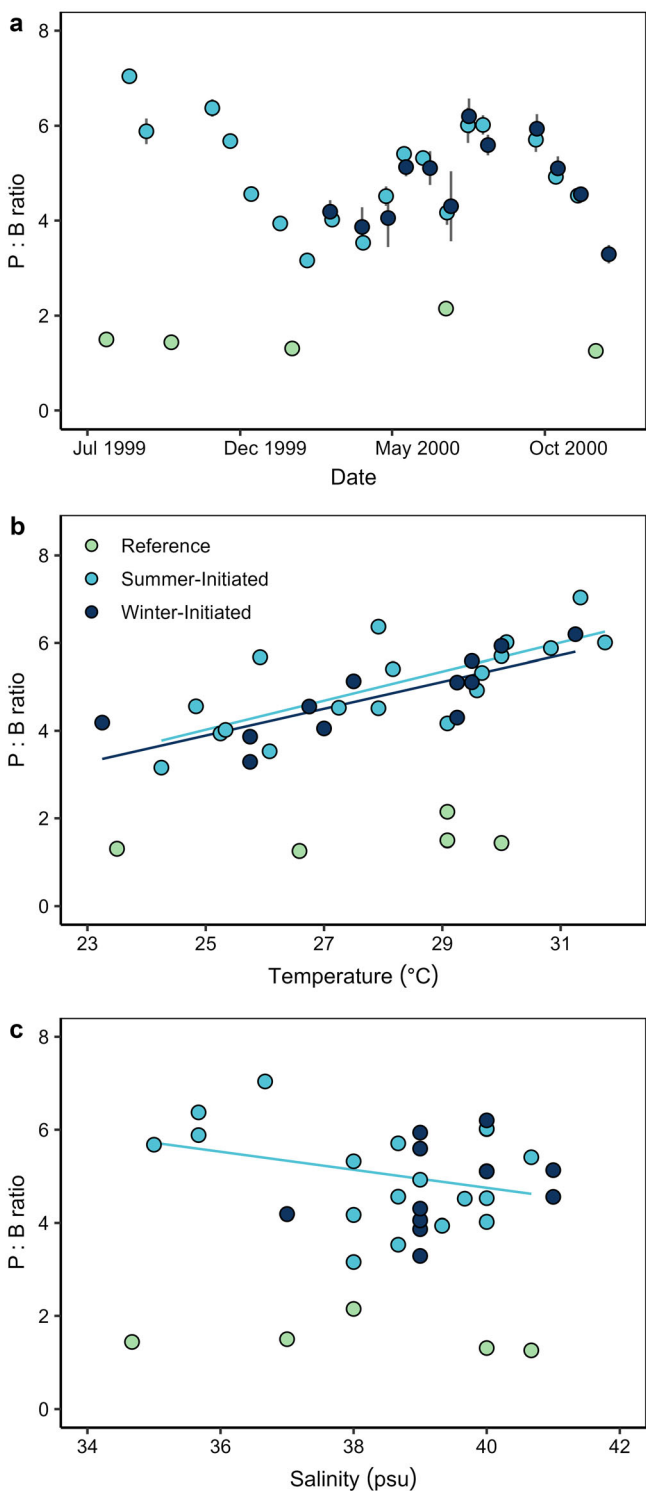 a
8
6
4
2
0
P : B ratio
Jul 1999 Dec 1999 May 2000 Oct 2000
Date
b
Reference
Summer-Initiated
Winter-Initiated
8
6
4
2
0
P : B ratio
23 25 27 29 31
Temperature (°C)
c
8
6
4
2
0
P : B ratio
34 36 38 40 42
Salinity (psu)